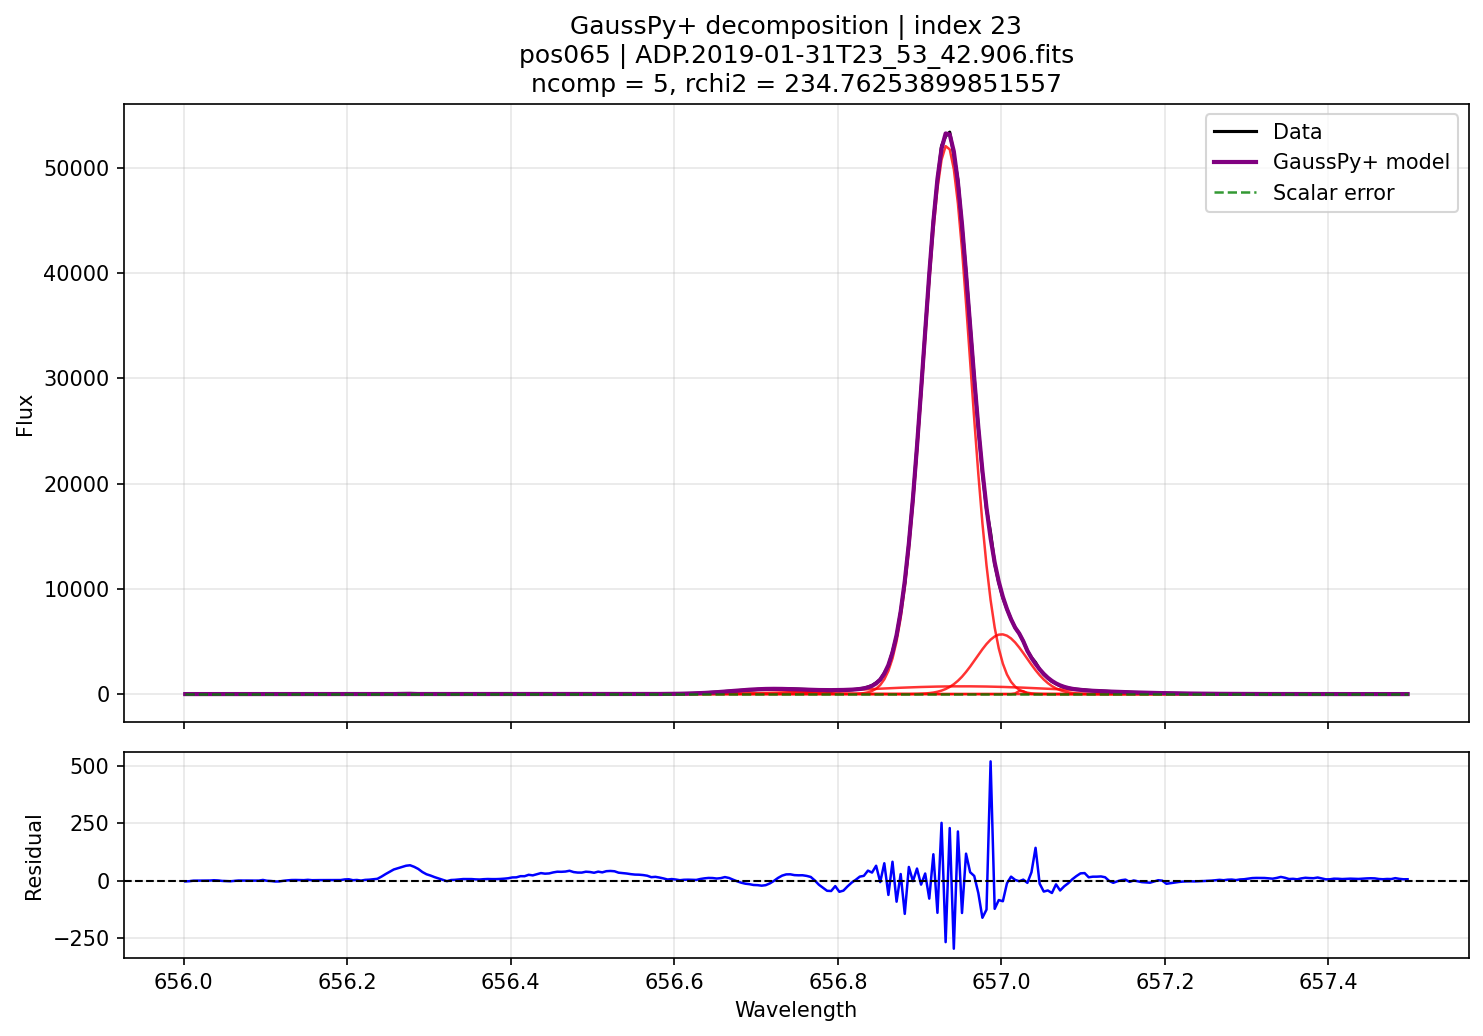 GaussPy+ decomposition | index 23
pos065 | ADP.2019-01-31T23_53_42.906.fits
ncomp = 5, rchi2 = 234.76253899851557
Data
GaussPy+ model
Scalar error
Flux
50000
40000
30000
20000
10000
0
Residual
500
250
0
−250
656.0
656.2
656.4
656.6
656.8
657.0
657.2
657.4
Wavelength